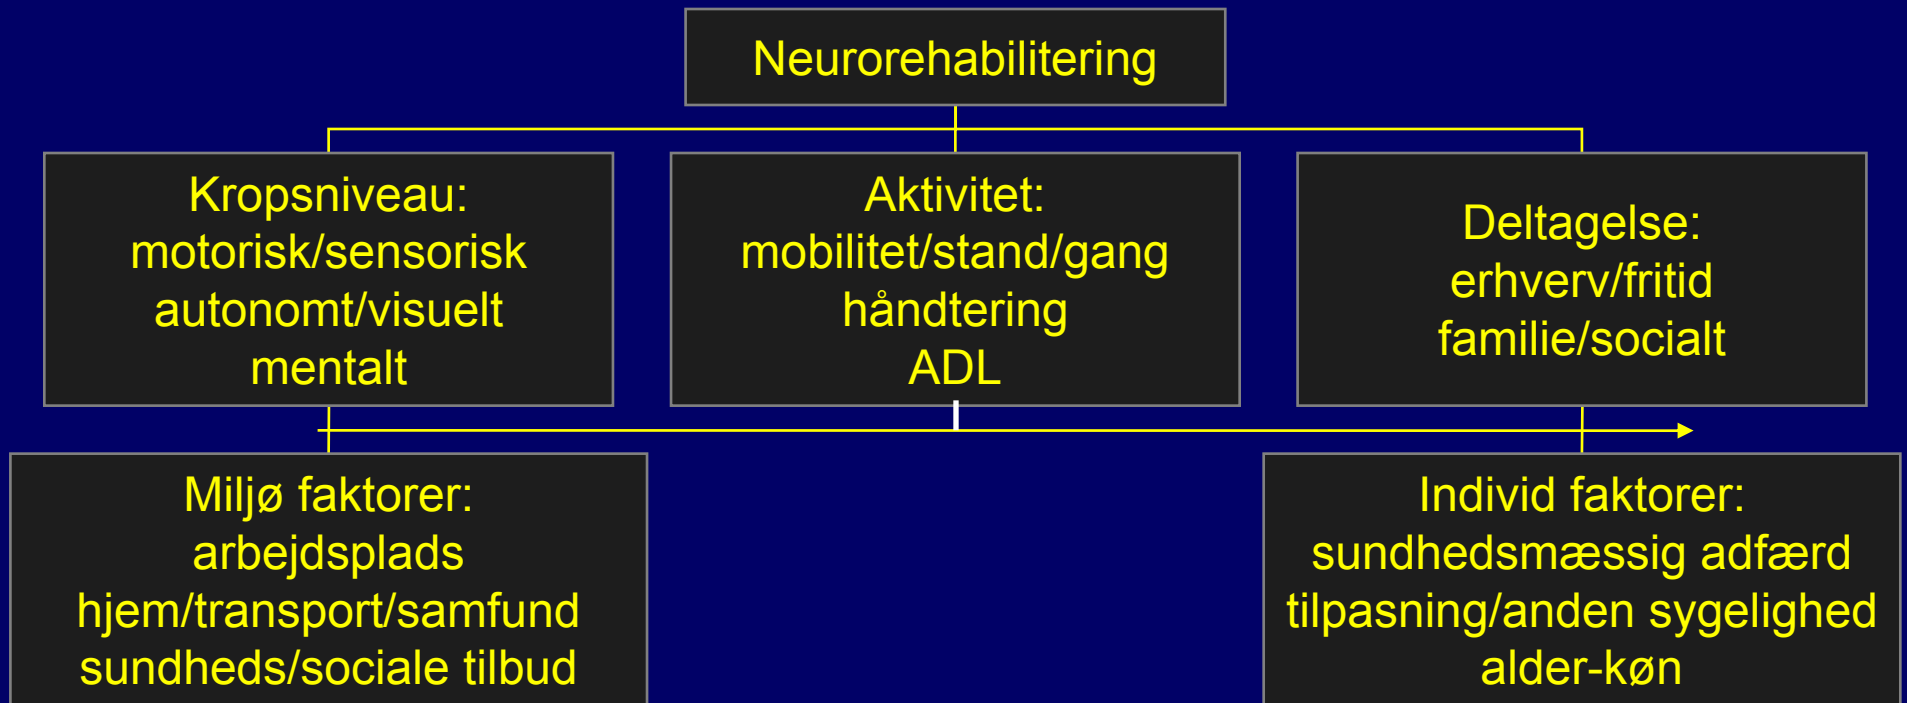 Neurorehabilitering
Kropsniveau:
motorisk/sensorisk
autonomt/visuelt
mentalt
Aktivitet:
mobilitet/stand/gang
håndtering
ADL
Deltagelse:
erhverv/fritid
familie/socialt
Miljø faktorer:
arbejdsplads
hjem/transport/samfund
sundheds/sociale tilbud
Individ faktorer:
sundhedsmæssig adfærd
tilpasning/anden sygelighed
alder-køn